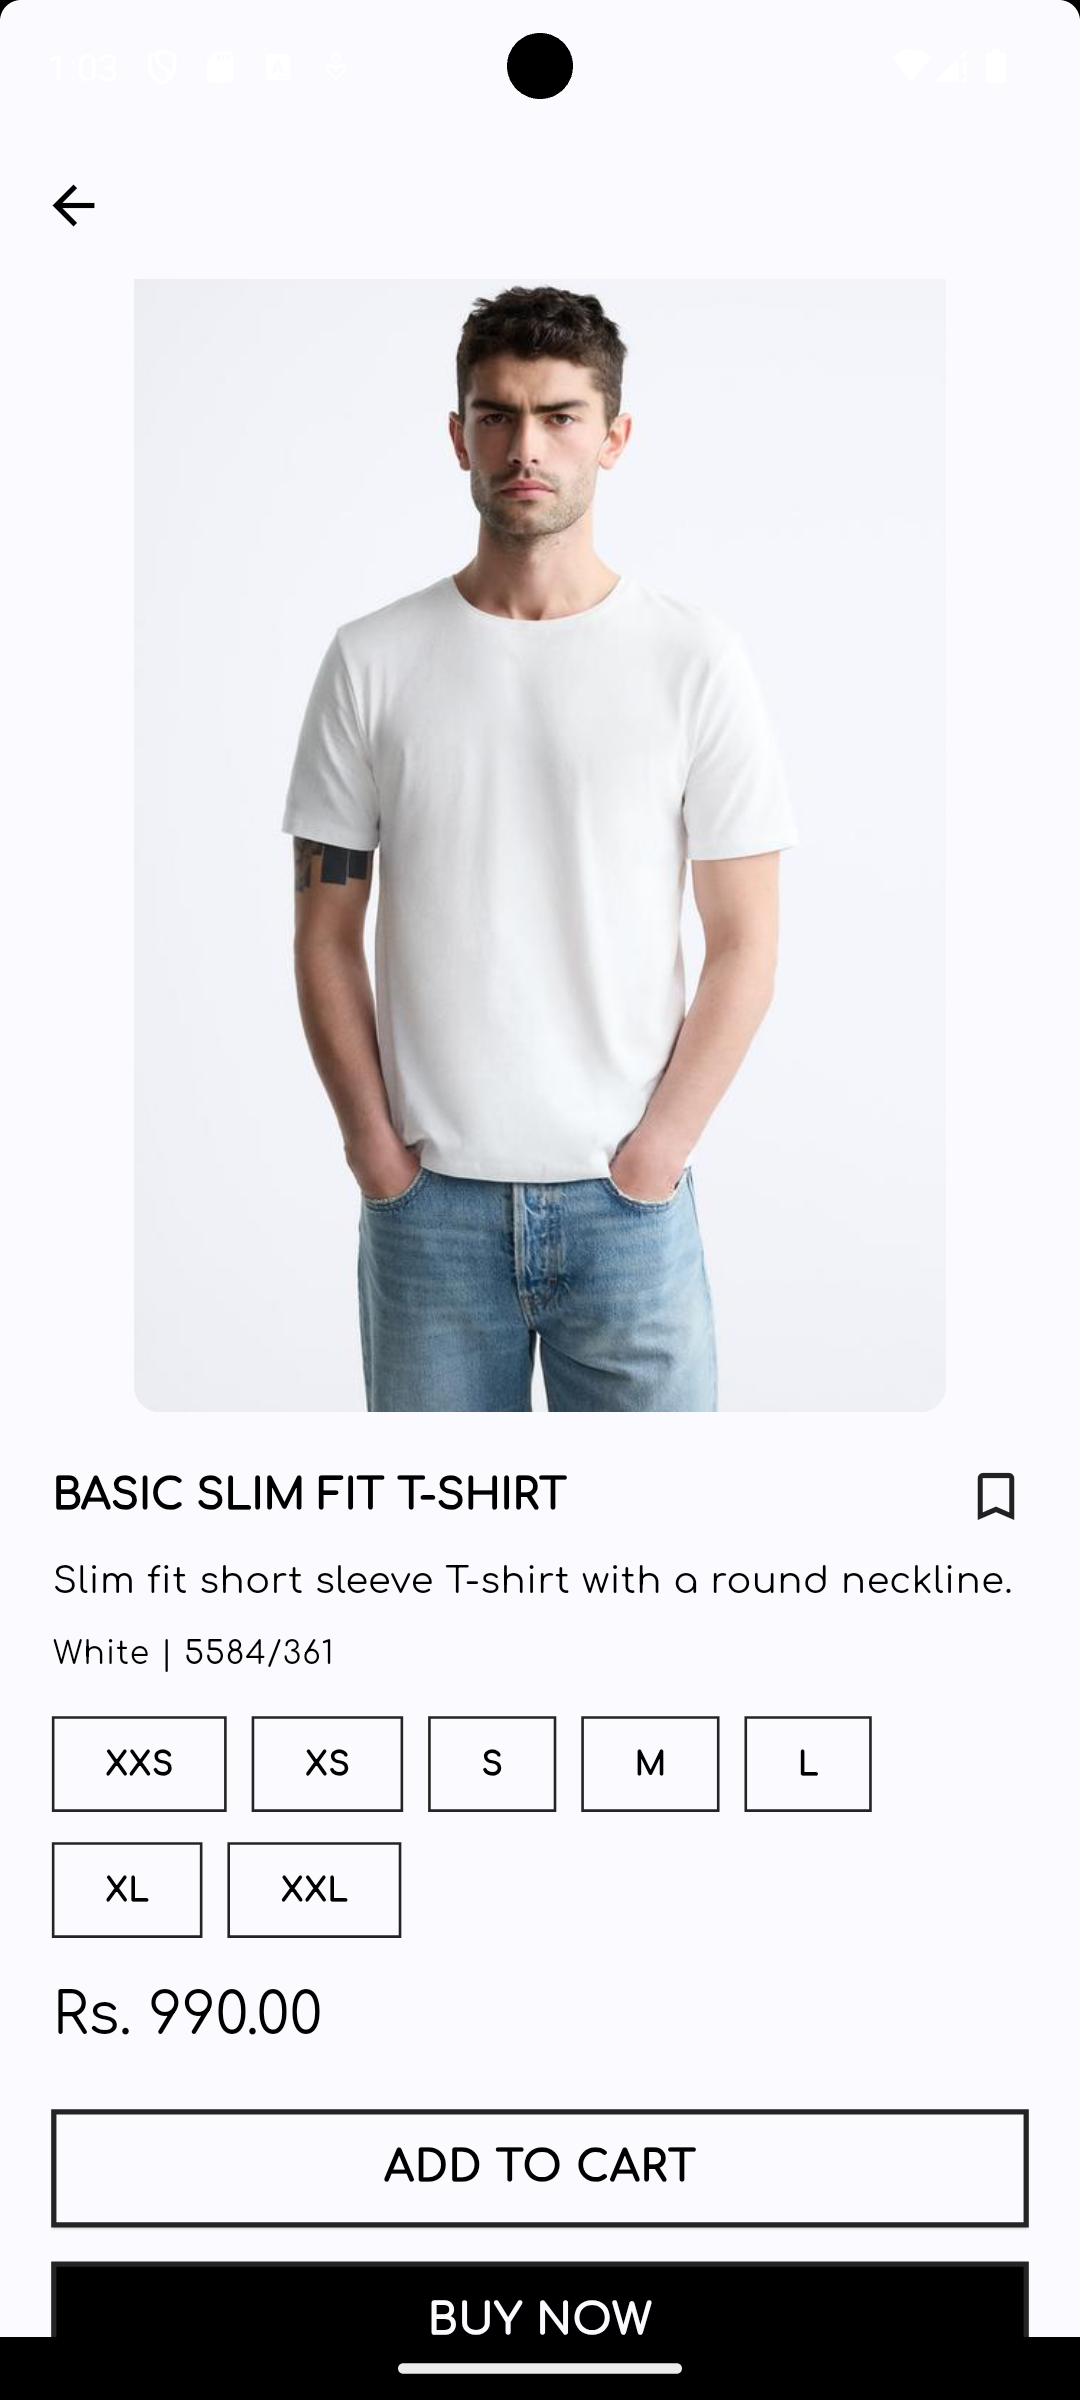 1:03
BASIC SLIM FIT T-SHIRT
Slim fit short sleeve T-shirt with a round neckline.
White | 5584/361
XXS XS S M L
XL XXL
Rs. 990.00
ADD TO CART
BUY NOW